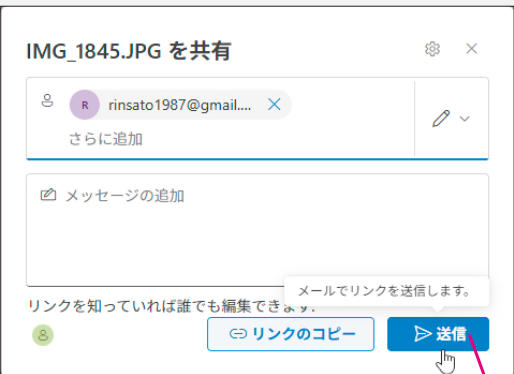 IMG_1845.JPG を共有
R rinsato1987@gmail....
さらに追加
メッセージの追加
メールでリンクを送信します。
リンクを知っていれば誰でも編集できます.
リンクのコピー
送信